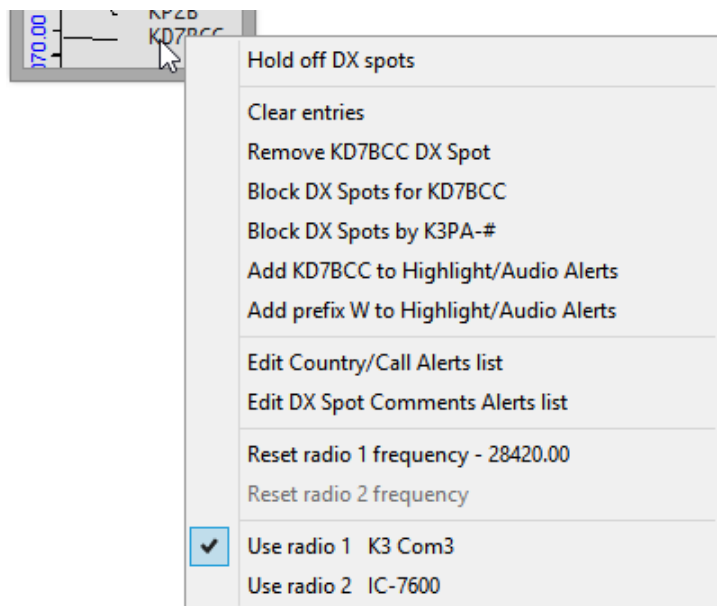 KP2B
KD7BCC
070.00
Hold off DX spots
Clear entries
Remove KD7BCC DX Spot
Block DX Spots for KD7BCC
Block DX Spots by K3PA-#
Add KD7BCC to Highlight/Audio Alerts
Add prefix W to Highlight/Audio Alerts
Edit Country/Call Alerts list
Edit DX Spot Comments Alerts list
Reset radio 1 frequency - 28420.00
Reset radio 2 frequency
Use radio 1 K3 Com3
Use radio 2 IC-7600